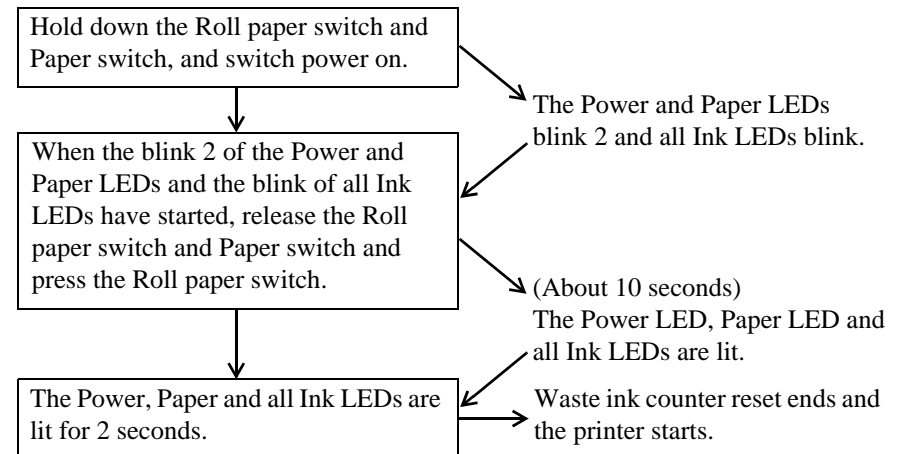 Hold down the Roll paper switch and
Paper switch, and switch power on.
The Power and Paper LEDs
blink 2 and all Ink LEDs blink.
When the blink 2 of the Power and
Paper LEDs and the blink of all Ink
LEDs have started, release the Roll
paper switch and Paper switch and
press the Roll paper switch.
(About 10 seconds)
The Power LED, Paper LED and
all Ink LEDs are lit.
The Power, Paper and all Ink LEDs are
lit for 2 seconds.
Waste ink counter reset ends and
the printer starts.